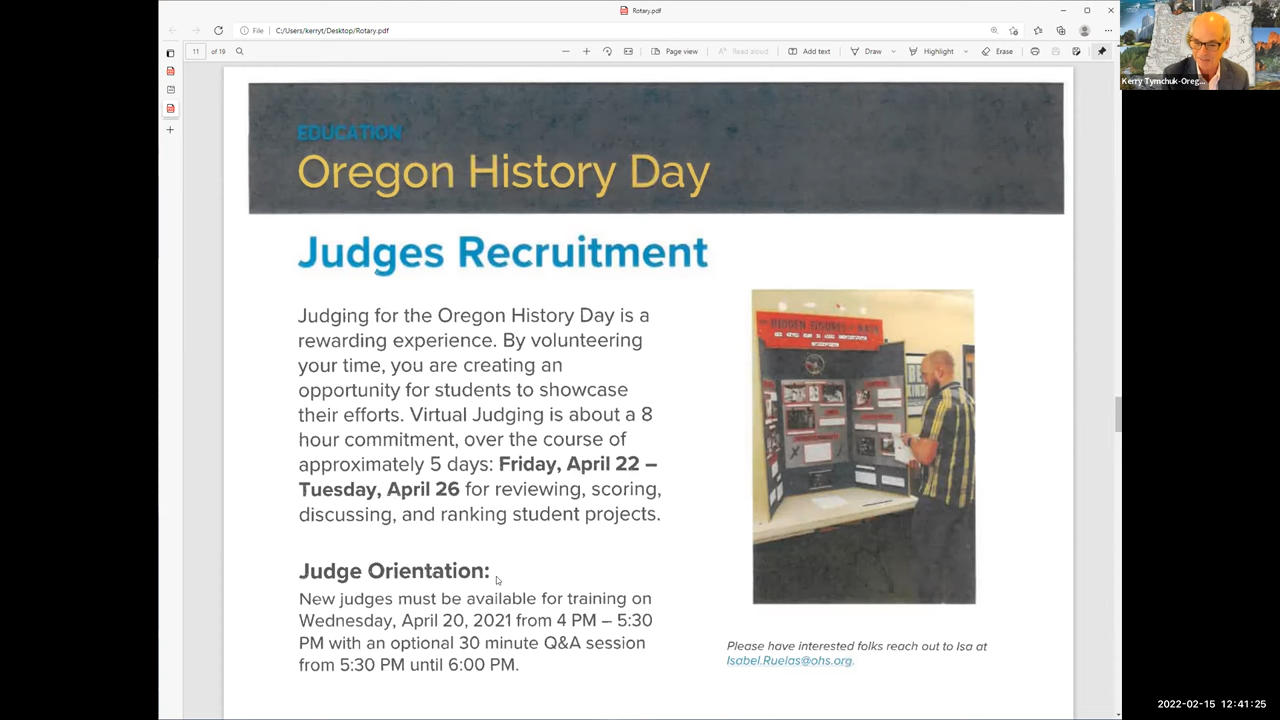 Rotary.pdf
File
C:/Users/kerryt/Desktop/Rotary.pdf
11
of 19
Page view
Read aloud
Add text
Draw
Highlight
Erase
Kerry Tymchuk-Oreg...
EDUCATION
Oregon History Day
Judges Recruitment
Judging for the Oregon History Day is a
rewarding experience. By volunteering
your time, you are creating an
opportunity for students to showcase
their efforts. Virtual Judging is about a 8
hour commitment, over the course of
approximately 5 days: Friday, April 22 –
Tuesday, April 26 for reviewing, scoring,
discussing, and ranking student projects.
HIDDEN FIGURES
Judge Orientation:
New judges must be available for training on
Wednesday, April 20, 2021 from 4 PM – 5:30
PM with an optional 30 minute Q&A session
from 5:30 PM until 6:00 PM.
Please have interested folks reach out to Isa at
Isabel.Ruelas@ohs.org.
2022-02-15 12:41:25